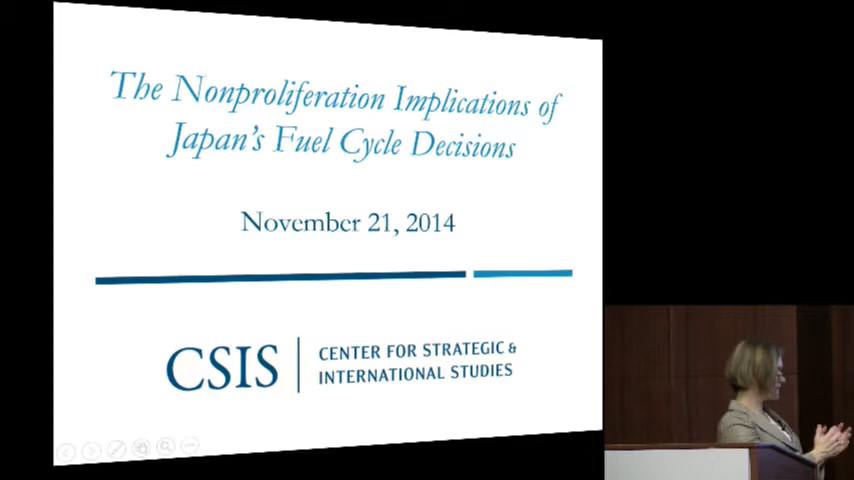 The Nonproliferation Implications of
Japan's Fuel Cycle Decisions
November 21, 2014
CSIS
CENTER FOR STRATEGIC &
INTERNATIONAL STUDIES